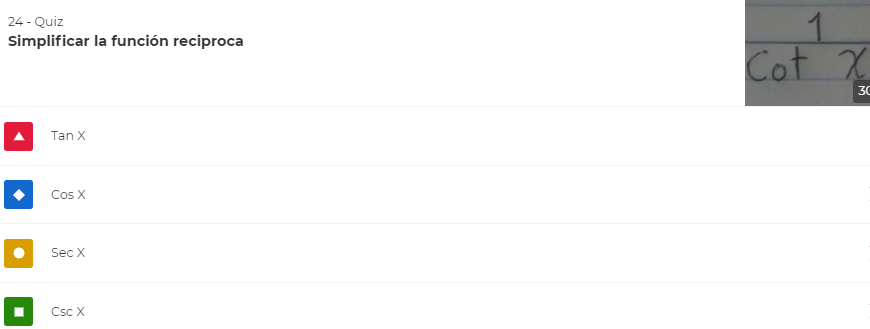 24 - Quiz
Simplificar la función reciproca
1
Cot x
30
Tan X
Cos X
Sec X
Csc X